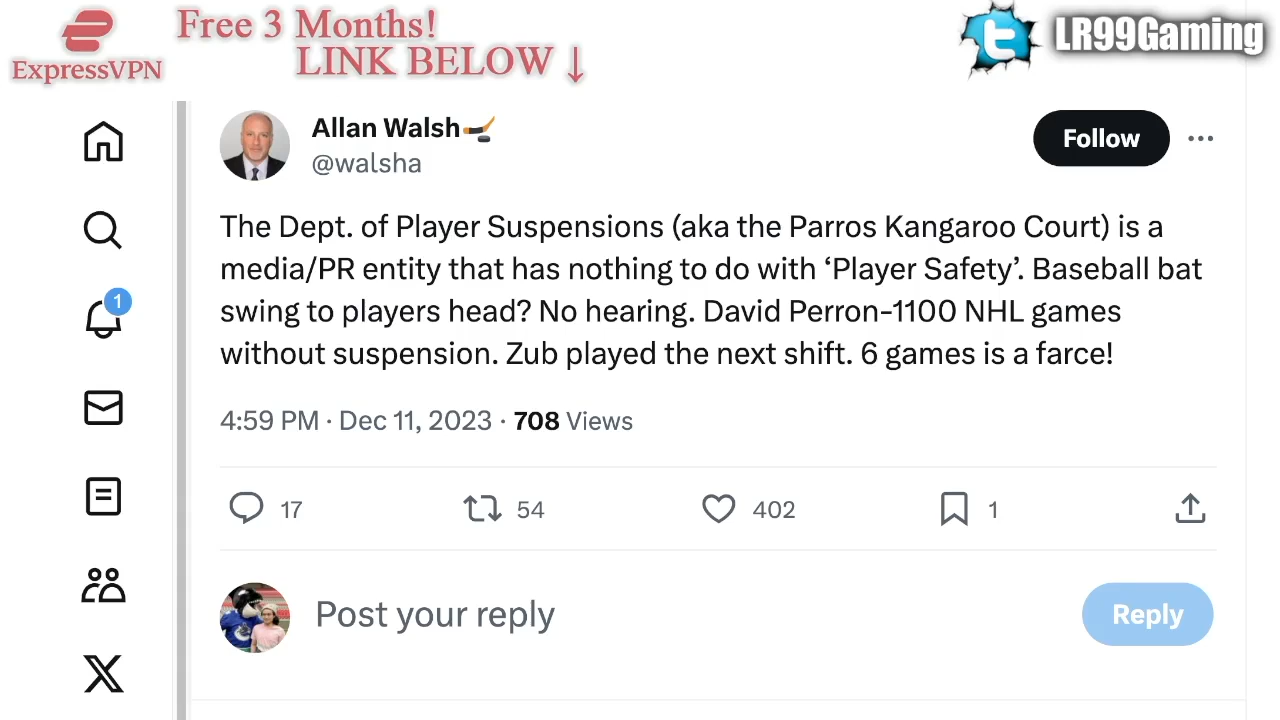 Free 3 Months!
LINK BELOW ↓
ExpressVPN
LR99Gaming
Allan Walsh
@walsha
Follow
The Dept. of Player Suspensions (aka the Parros Kangaroo Court) is a
media/PR entity that has nothing to do with ‘Player Safety’. Baseball bat
swing to players head? No hearing. David Perron-1100 NHL games
without suspension. Zub played the next shift. 6 games is a farce!
4:59 PM · Dec 11, 2023 · 708 Views
17 54 402 1
Post your reply
Reply
1